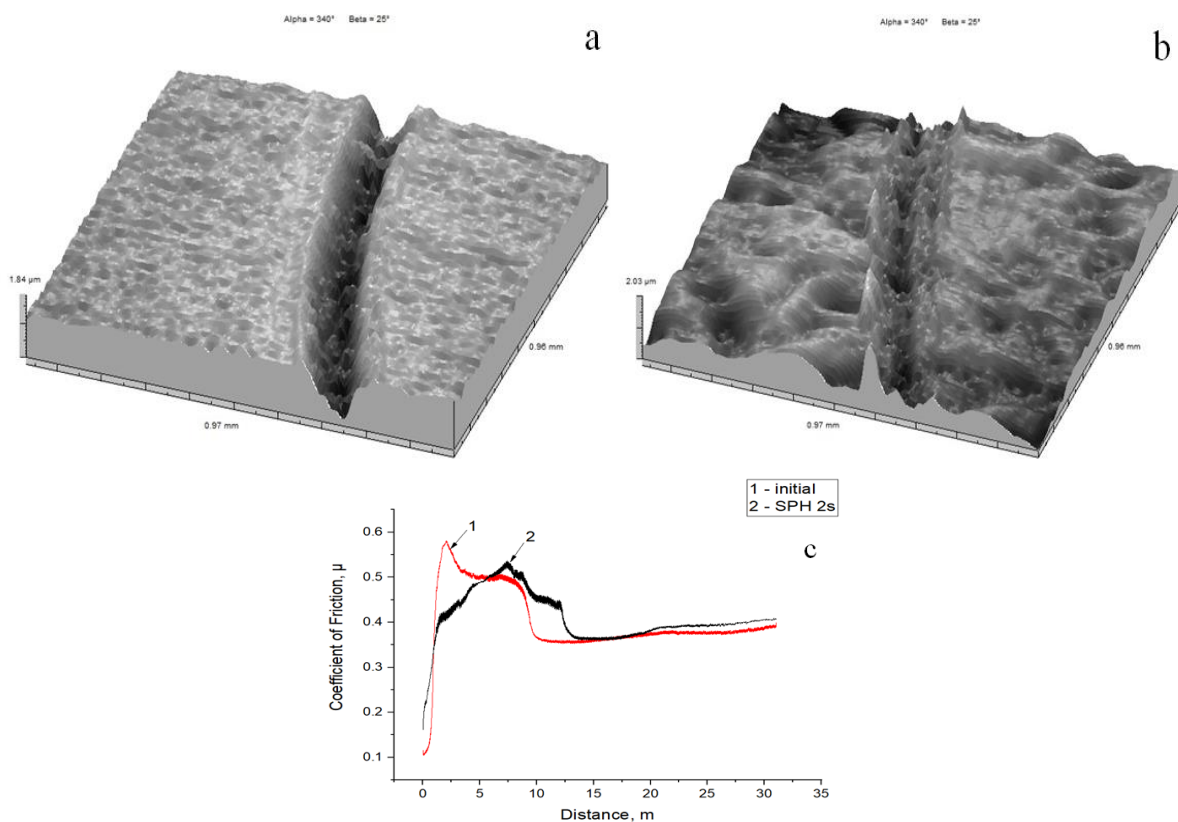 Alpha = 340° Beta = 25°
a
1.84 µm
0.97 mm
0.96 mm
Alpha = 340° Beta = 25°
b
2.03 µm
0.97 mm
0.96 mm
1 - initial
2 - SPH 2s
c
1
2
Coefficient of Friction, µ
0.6
0.5
0.4
0.3
0.2
0.1
0 5 10 15 20 25 30 35
Distance, m